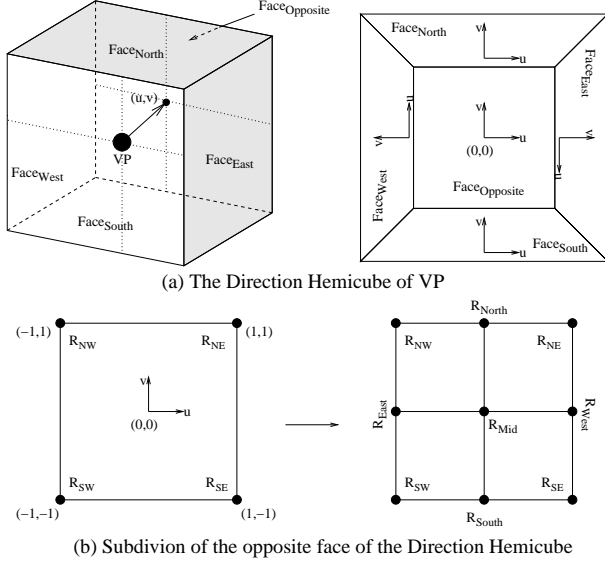 Face_Opposite
Face_North
(u,v)
VP
Face_West
Face_East
Face_South
Face_North
v
u
Face_East
u
v
v
u
(0,0)
v
u
Face_West
Face_Opposite
v
u
Face_South
(a) The Direction Hemicube of VP
(−1,1)
(1,1)
R_NW
R_NE
v
u
(0,0)
R_SW
R_SE
(−1,−1)
(1,−1)
R_North
R_NW
R_NE
R_East
R_Mid
R_West
R_SW
R_SE
R_South
(b) Subdivion of the opposite face of the Direction Hemicube